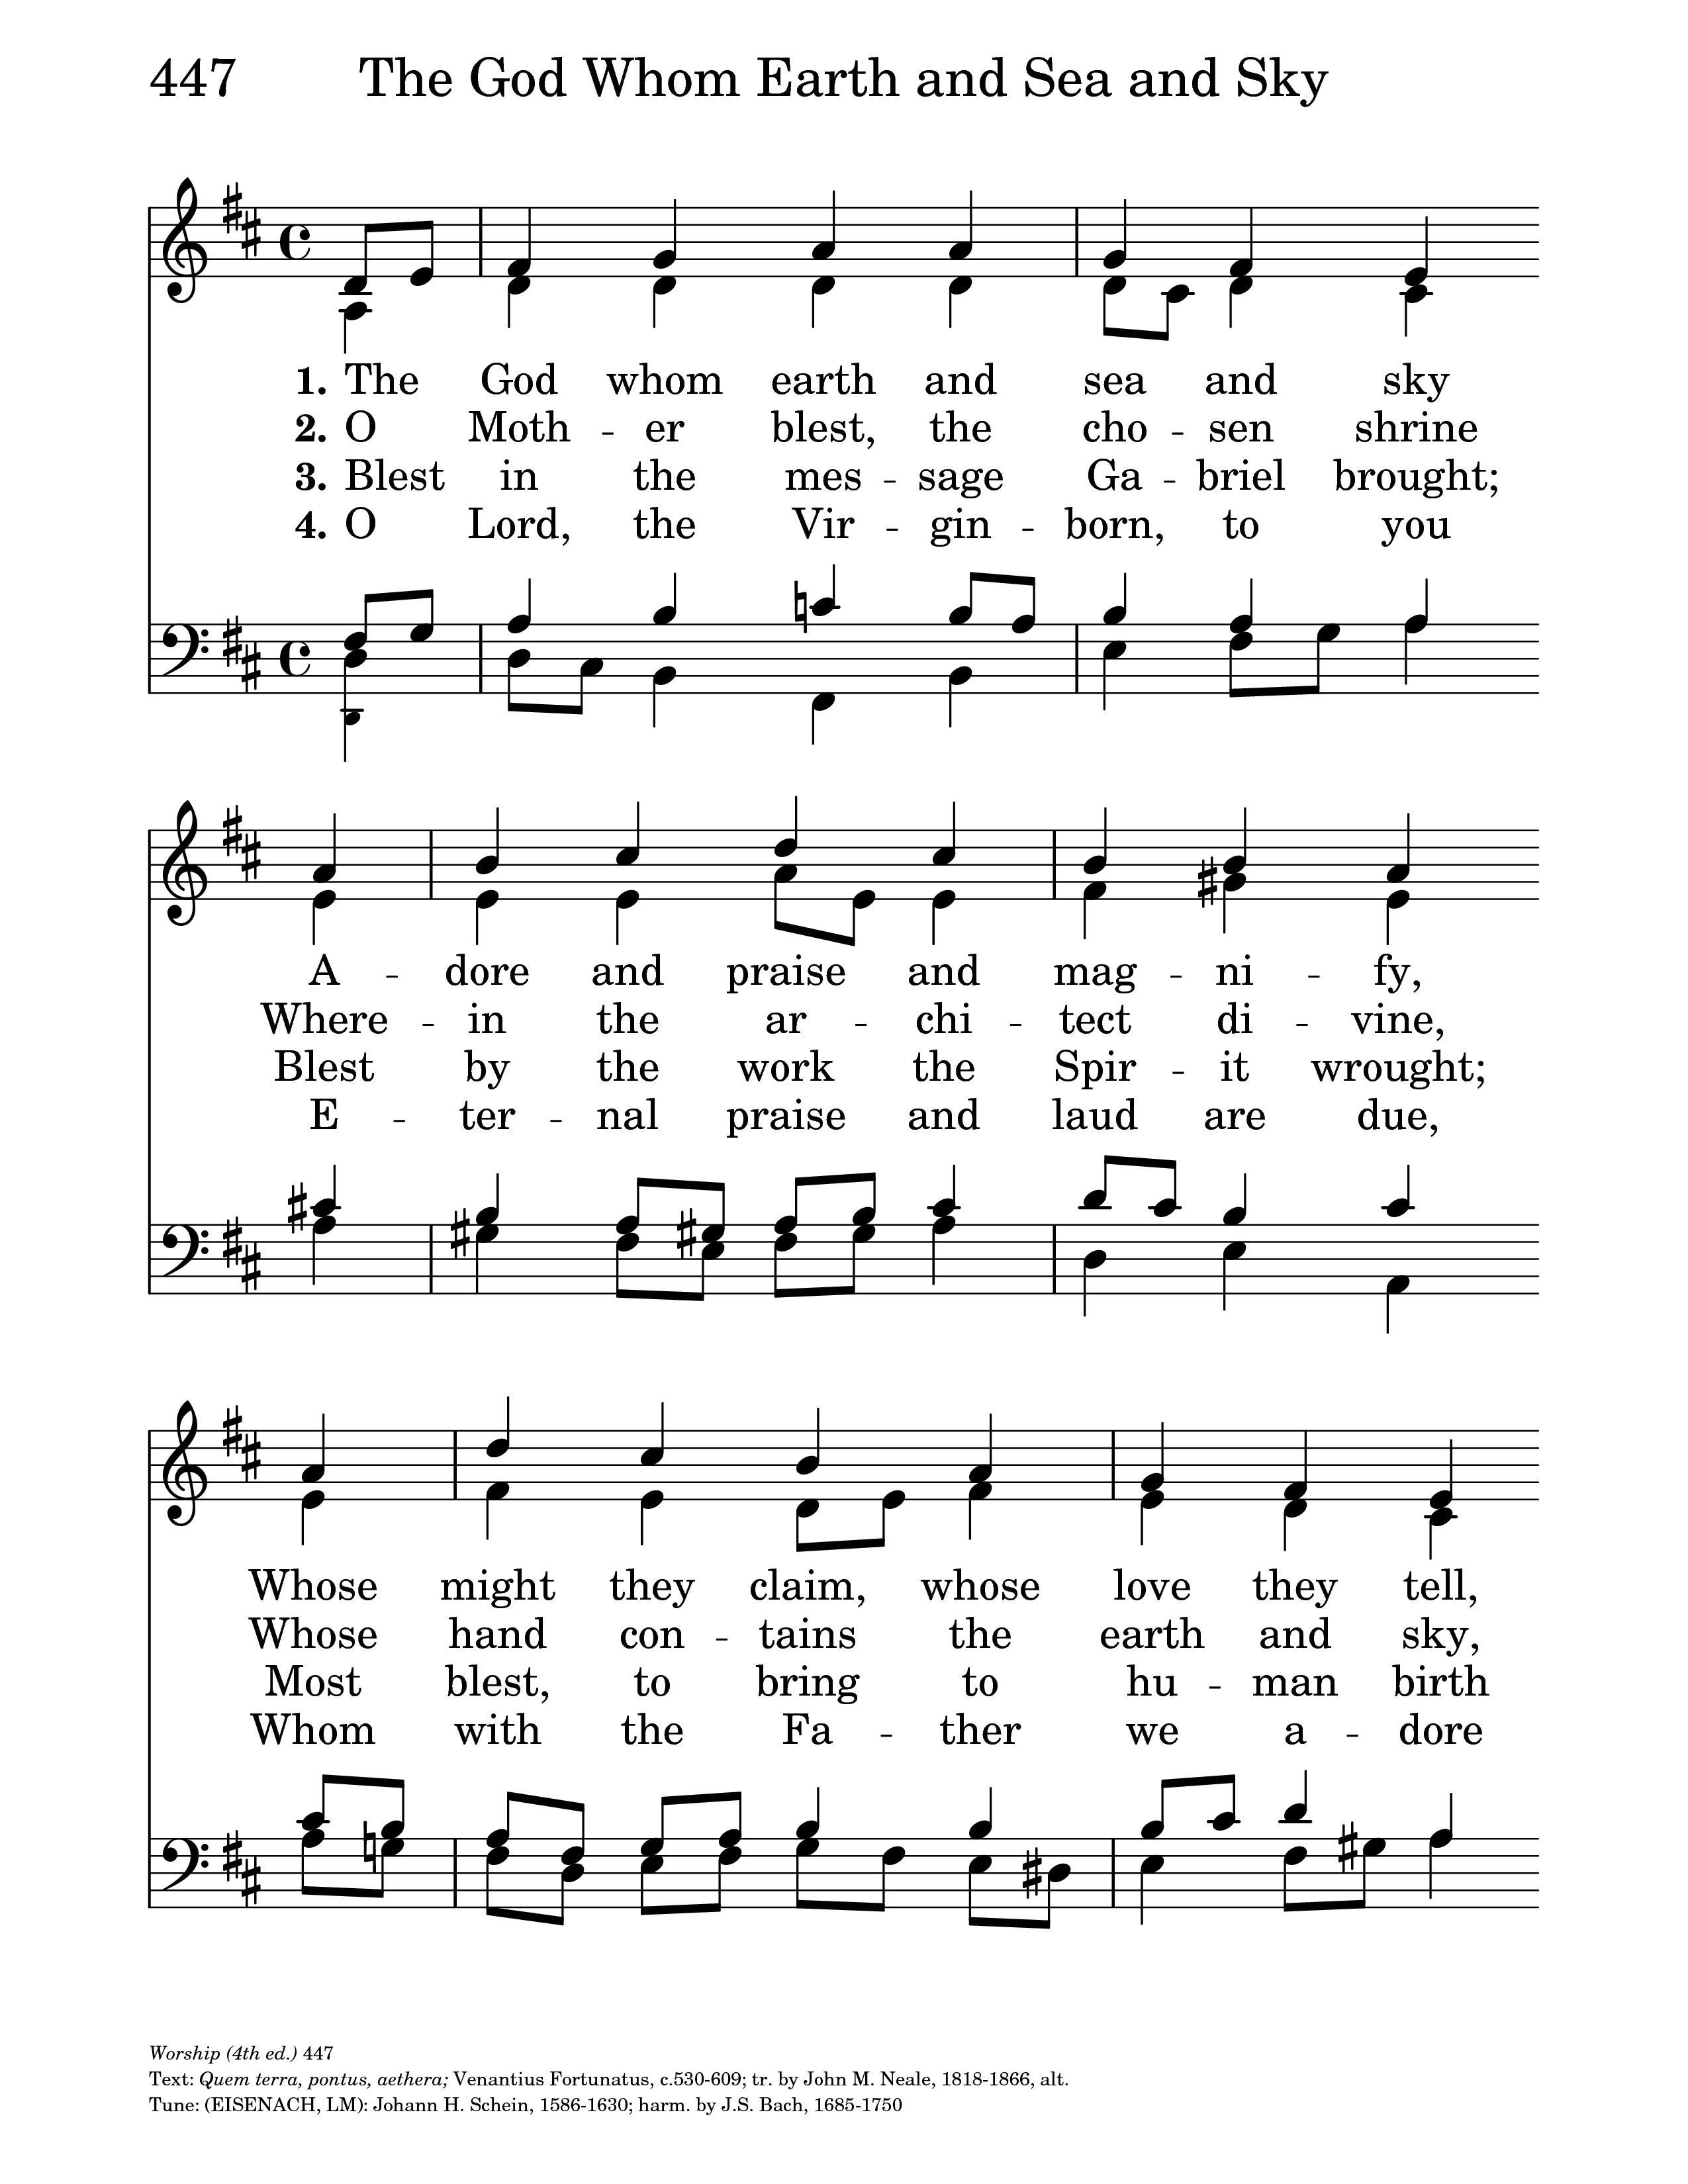 447 The God Whom Earth and Sea and Sky
1. The God whom earth and sea and sky
2. O Moth - er blest, the cho - sen shrine
3. Blest in the mes - sage Ga - briel brought;
4. O Lord, the Vir - gin - born, to you
A - dore and praise and mag - ni - fy,
Where - in the ar - chi - tect di - vine,
Blest by the work the Spir - it wrought;
E - ter - nal praise and laud are due,
Whose might they claim, whose love they tell,
Whose hand con - tains the earth and sky,
Most blest, to bring to hu - man birth
Whom with the Fa - ther we a - dore
Worship (4th ed.) 447
Text: Quem terra, pontus, aethera; Venantius Fortunatus, c.530-609; tr. by John M. Neale, 1818-1866, alt.
Tune: (EISENACH, LM): Johann H. Schein, 1586-1630; harm. by J.S. Bach, 1685-1750